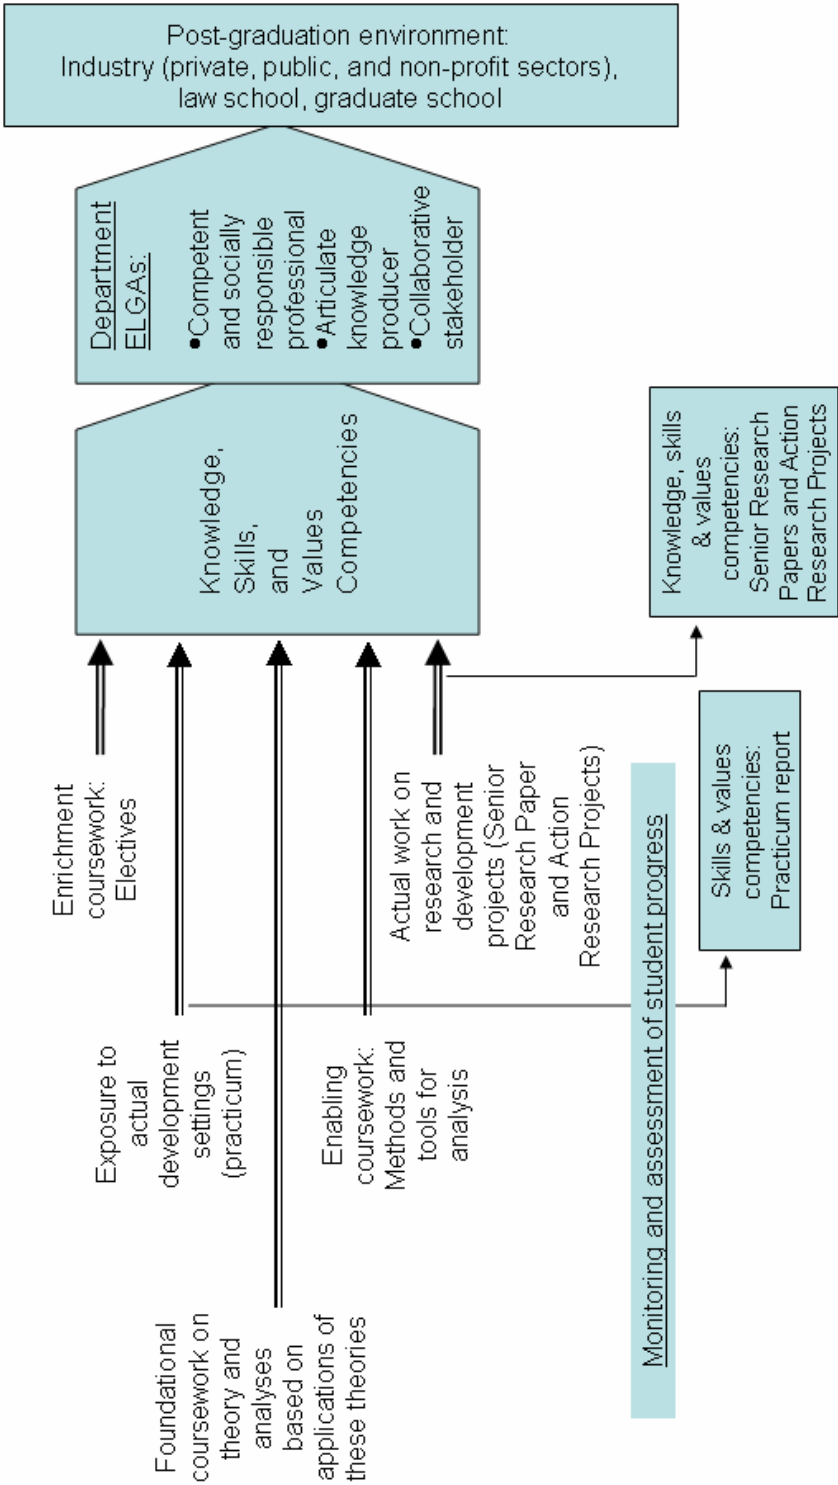 Post-graduation environment:
Industry (private, public, and non-profit sectors),
law school, graduate school
Department
ELGAs:
•Competent
and socially
responsible
professional
•Articulate
knowledge
producer
•Collaborative
stakeholder
Knowledge,
Skills,
and
Values
Competencies
Enrichment
coursework:
Electives
Exposure to
actual
development
settings
(practicum)
Foundational
coursework on
theory and
analyses
based on
applications of
these theories
Enabling
coursework:
Methods and
tools for
analysis
Actual work on
research and
development
projects (Senior
Research Paper
and Action
Research Projects)
Monitoring and assessment of student progress
Skills & values
competencies:
Practicum report
Knowledge, skills
& values
competencies:
Senior Research
Papers and Action
Research Projects